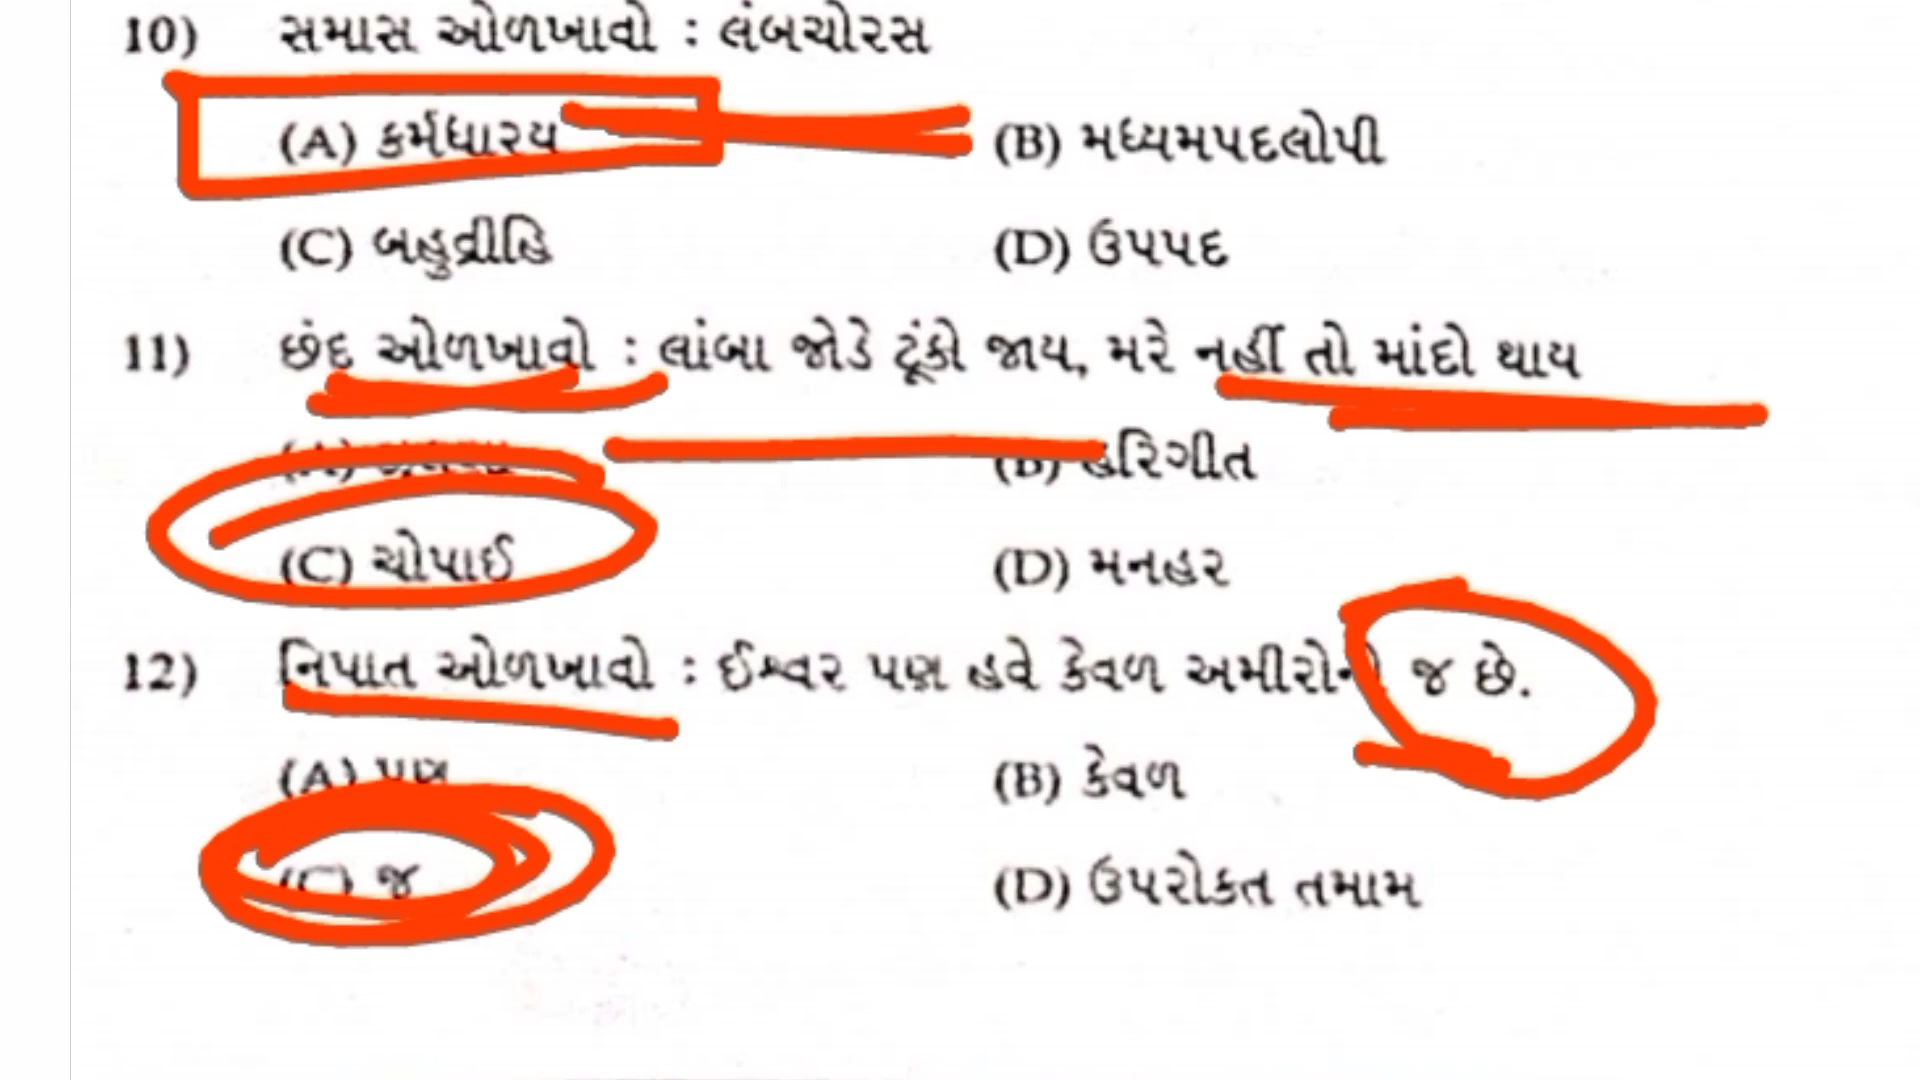 10) સમાસ ઓળખાવો : લંબચોરસ
(A) કર્મધારય (B) મધ્યમપદલોપી
(C) બહુવ્રીહિ (D) ઉપપદ
11) છંદ ઓળખાવો : લાંબા જોડે ટૂંકો જાય, મરે નહીં તો માંદો થાય
(A) (B) હરિગીત
(C) ચોપાઈ (D) મનહર
12) નિપાત ઓળખાવો : ઈશ્વર પણ હવે કેવળ અમીરોનો જ છે.
(A) પણ (B) કેવળ
(C) જ (D) ઉપરોક્ત તમામ